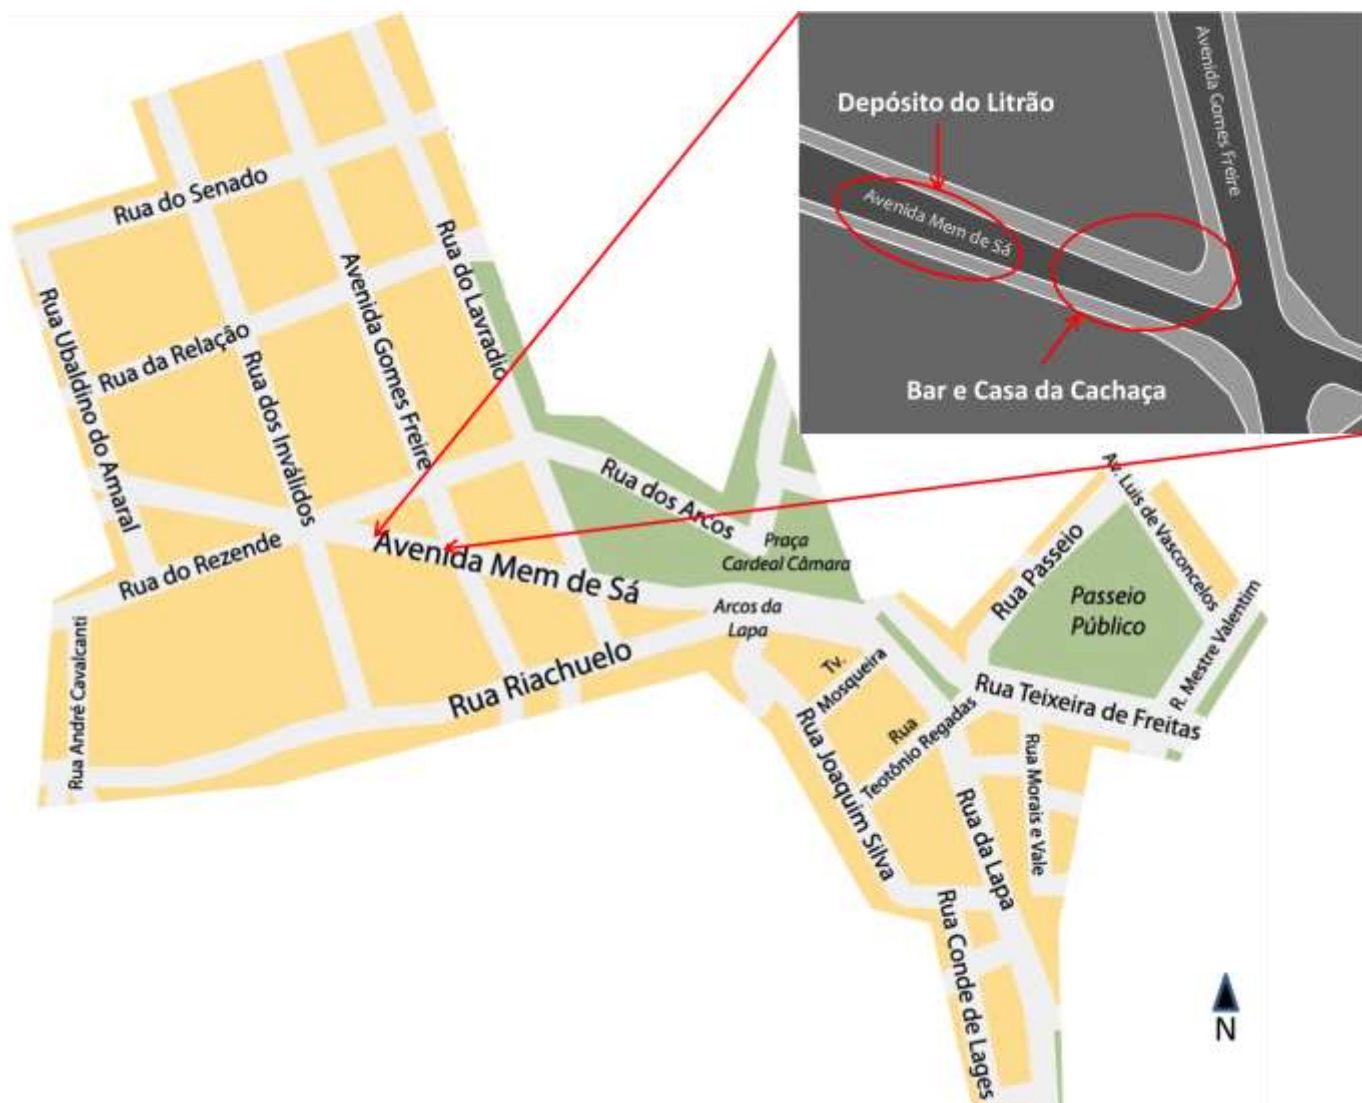 Depósito do Litrão
Avenida Gomes Freire
Avenida Mem de Sá
Bar e Casa da Cachaça
Rua do Senado
Rua do Lavradio
Avenida Gomes Freire
Rua Ubaldino do Amaral
Rua da Relação
Rua dos Inválidos
Rua dos Arcos
Praça
Cardeal Câmara
Av. Luis de Vasconcelos
Rua Passeio
Passeio
Público
R. Mestre Valentim
Rua do Rezende
Avenida Mem de Sá
Arcos da
Lapa
Rua André Cavalcanti
Rua Riachuelo
Tv.
Mosqueira
Rua
Teotônio Regadas
Rua Teixeira de Freitas
Rua Joaquim Silva
Rua da Lapa
Rua Morais e Vale
Rua Conde de Lages
N